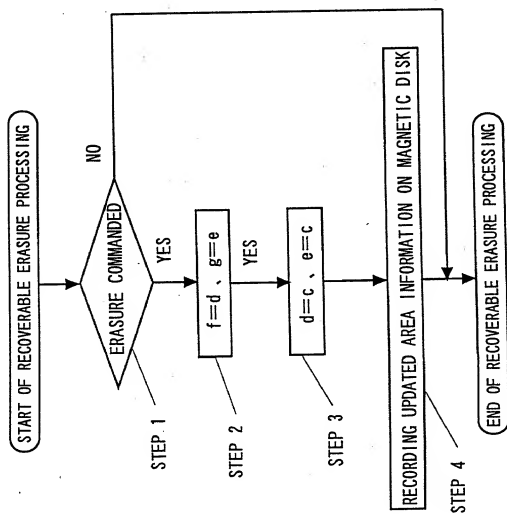 START OF RECOVERABLE ERASURE PROCESSING
ERASURE COMMANDED
NO
STEP 1
YES
f=d、g=e
STEP 2
YES
d=c、e=c
STEP 3
RECORDING UPDATED AREA INFORMATION ON MAGNETIC DISK
STEP 4
END OF RECOVERABLE ERASURE PROCESSING